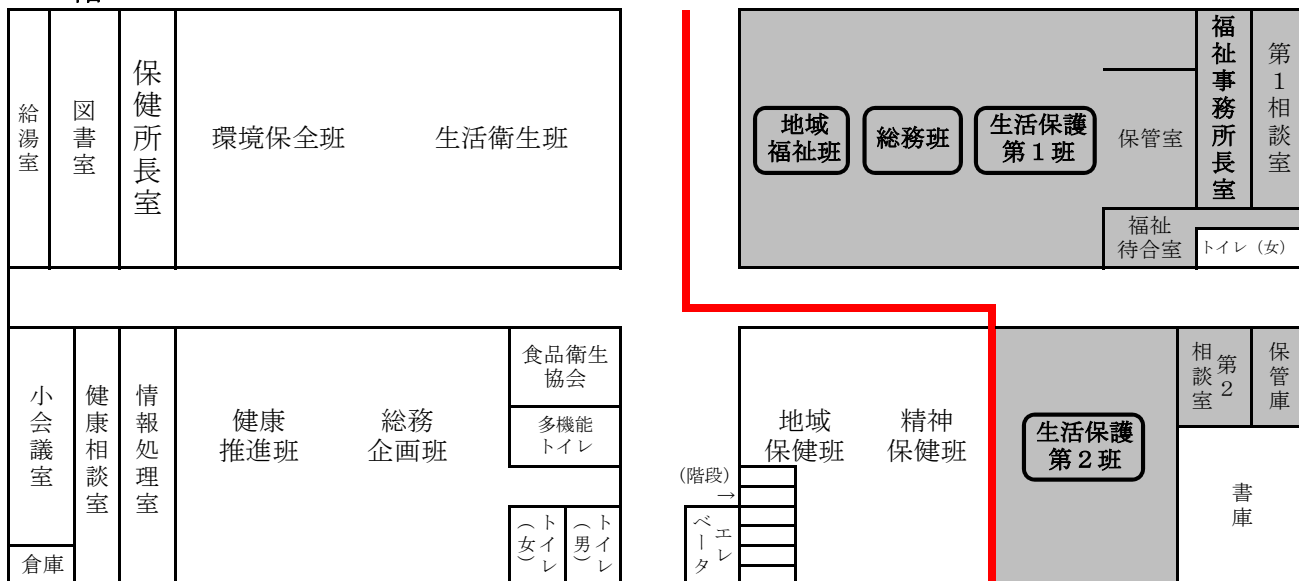 給湯室
図書室
保健所長室
環境保全班
生活衛生班
地域
福祉班
総務班
生活保護
第１班
保管室
福祉事務所長室
第１相談室
福祉
待合室
トイレ（女）
小会議室
倉庫
健康相談室
情報処理室
健康
推進班
総務
企画班
食品衛生
協会
多機能
トイレ
トイレ
（女）
トイレ
（男）
(階段)
→
エレ
ベータ
地域
保健班
精神
保健班
生活保護
第２班
第２
相談室
保管庫
書庫